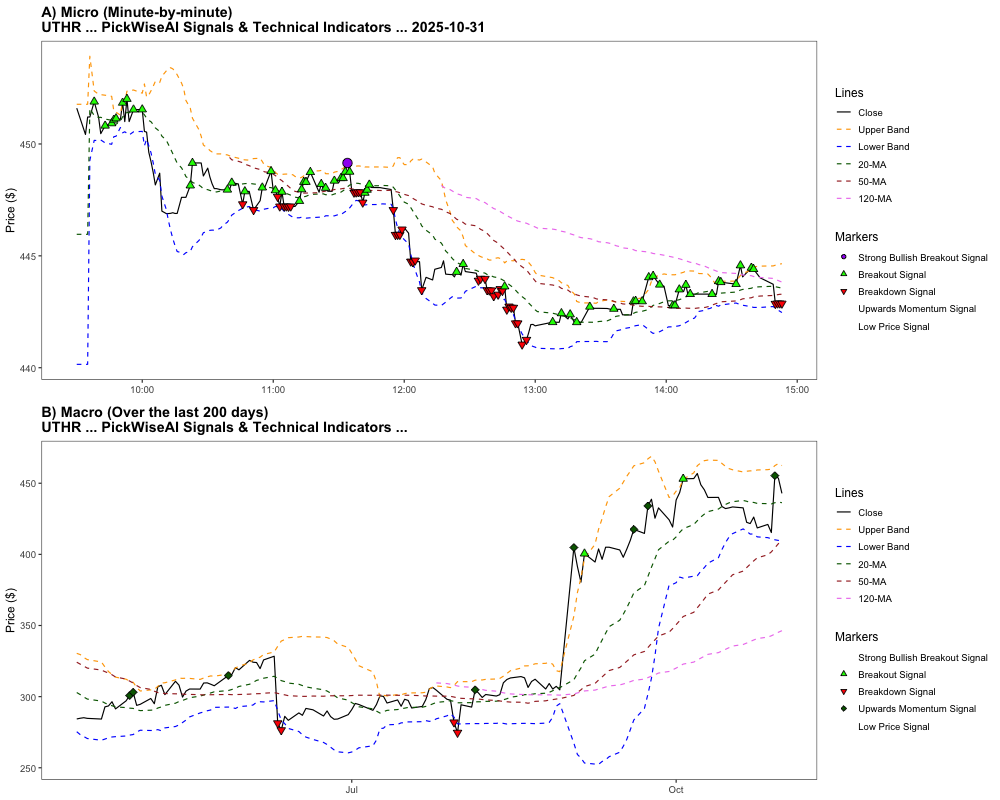 A) Micro (Minute-by-minute)
UTHR ... PickWiseAI Signals & Technical Indicators ... 2025-10-31
Price ($)
450
445
440
10:00
11:00
12:00
13:00
14:00
15:00
Lines
Close
Upper Band
Lower Band
20-MA
50-MA
120-MA
Markers
Strong Bullish Breakout Signal
Breakout Signal
Breakdown Signal
Upwards Momentum Signal
Low Price Signal
B) Macro (Over the last 200 days)
UTHR ... PickWiseAI Signals & Technical Indicators ...
Price ($)
450
400
350
300
250
Jul
Oct
Lines
Close
Upper Band
Lower Band
20-MA
50-MA
120-MA
Markers
Strong Bullish Breakout Signal
Breakout Signal
Breakdown Signal
Upwards Momentum Signal
Low Price Signal